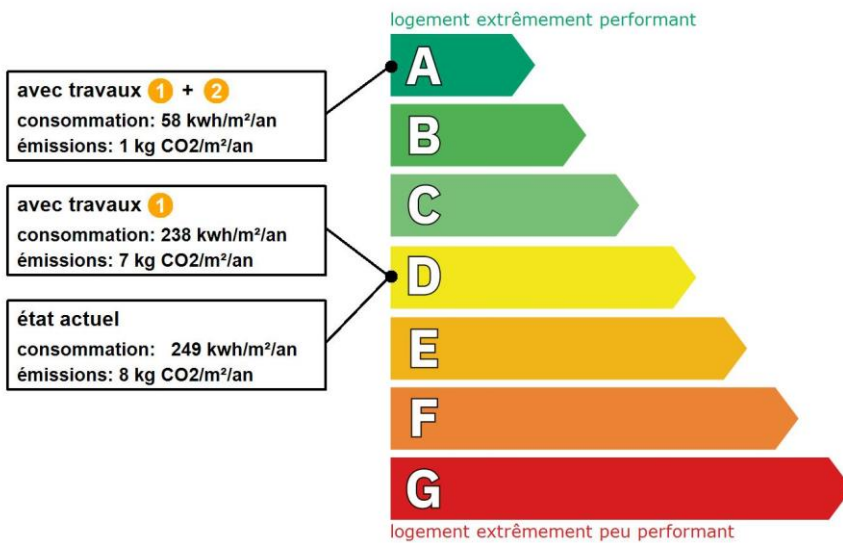 logement extrêmement performant
avec travaux 1 + 2
consommation: 58 kwh/m²/an
émissions: 1 kg CO2/m²/an
avec travaux 1
consommation: 238 kwh/m²/an
émissions: 7 kg CO2/m²/an
état actuel
consommation: 249 kwh/m²/an
émissions: 8 kg CO2/m²/an
A
B
C
D
E
F
G
logement extrêmement peu performant